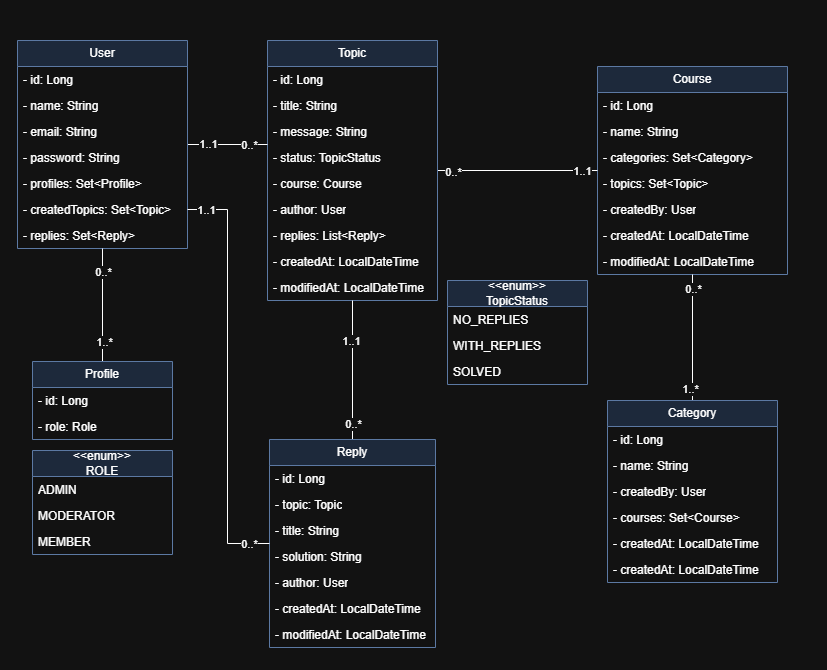 User
- id: Long
- name: String
- email: String
- password: String
- profiles: Set<Profile>
- createdTopics: Set<Topic>
- replies: Set<Reply>
Topic
- id: Long
- title: String
- message: String
- status: TopicStatus
- course: Course
- author: User
- replies: List<Reply>
- createdAt: LocalDateTime
- modifiedAt: LocalDateTime
Course
- id: Long
- name: String
- categories: Set<Category>
- topics: Set<Topic>
- createdBy: User
- createdAt: LocalDateTime
- modifiedAt: LocalDateTime
1..1
0..*
1..1
0..*
1..1
0..*
1..*
1..1
0..*
0..*
1..*
0..*
<<enum>>
TopicStatus
NO_REPLIES
WITH_REPLIES
SOLVED
Profile
- id: Long
- role: Role
<<enum>>
ROLE
ADMIN
MODERATOR
MEMBER
Reply
- id: Long
- topic: Topic
- title: String
- solution: String
- author: User
- createdAt: LocalDateTime
- modifiedAt: LocalDateTime
Category
- id: Long
- name: String
- createdBy: User
- courses: Set<Course>
- createdAt: LocalDateTime
- createdAt: LocalDateTime